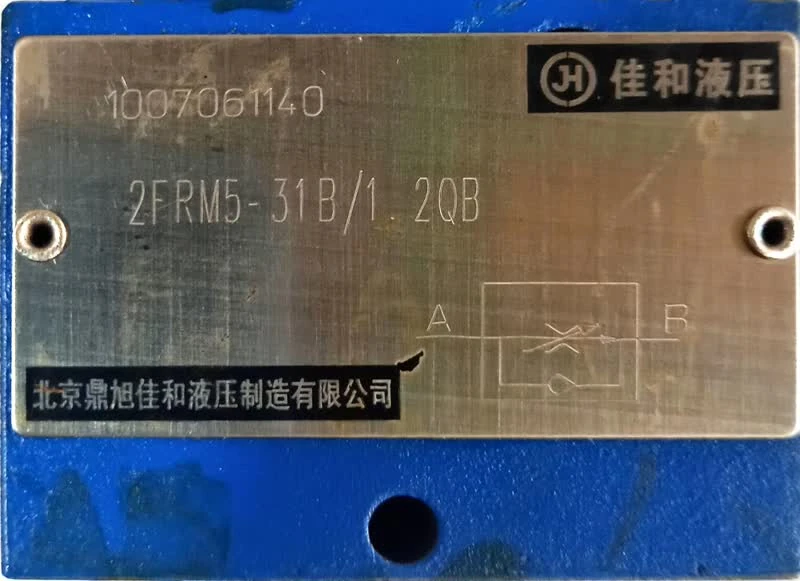 JH 佳和液压
1007061140
2FRM5-31B/1.2QB
A B
北京鼎旭佳和液压制造有限公司